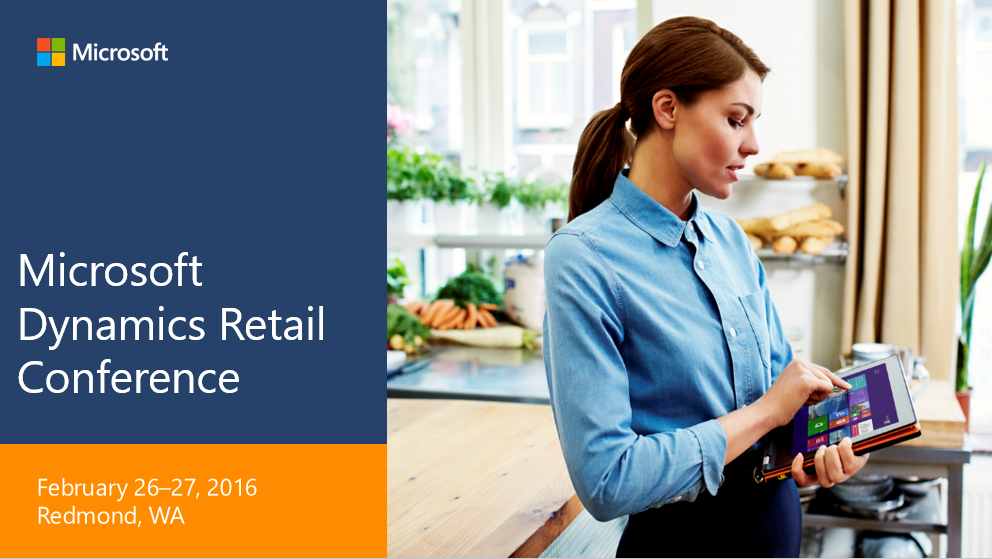 Microsoft
Microsoft
Dynamics Retail
Conference
February 26–27, 2016
Redmond, WA